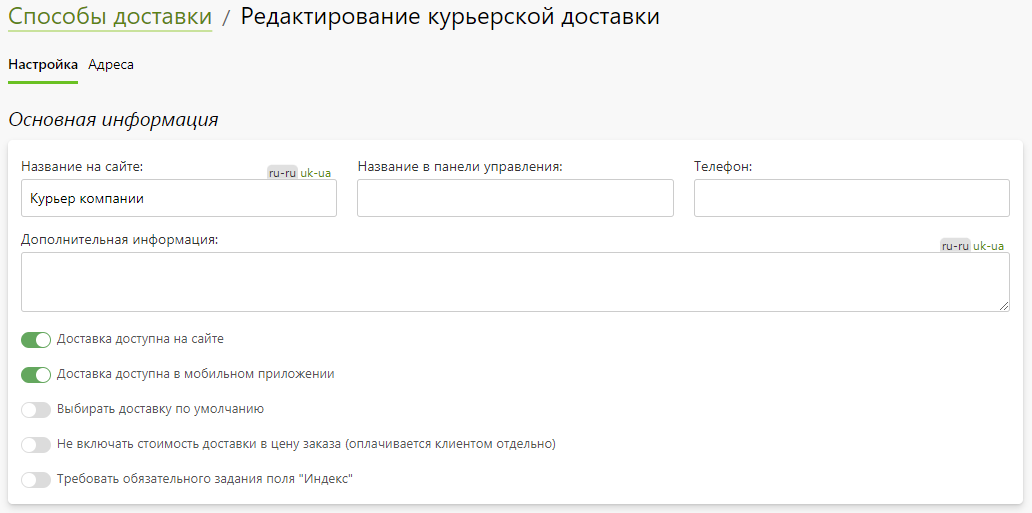 Способы доставки / Редактирование курьерской доставки
Настройка Адреса
Основная информация
Название на сайте: ru-ru uk-ua Название в панели управления: Телефон:
Курьер компании
Дополнительная информация: ru-ru uk-ua
Доставка доступна на сайте
Доставка доступна в мобильном приложении
Выбирать доставку по умолчанию
Не включать стоимость доставки в цену заказа (оплачивается клиентом отдельно)
Требовать обязательного задания поля "Индекс"